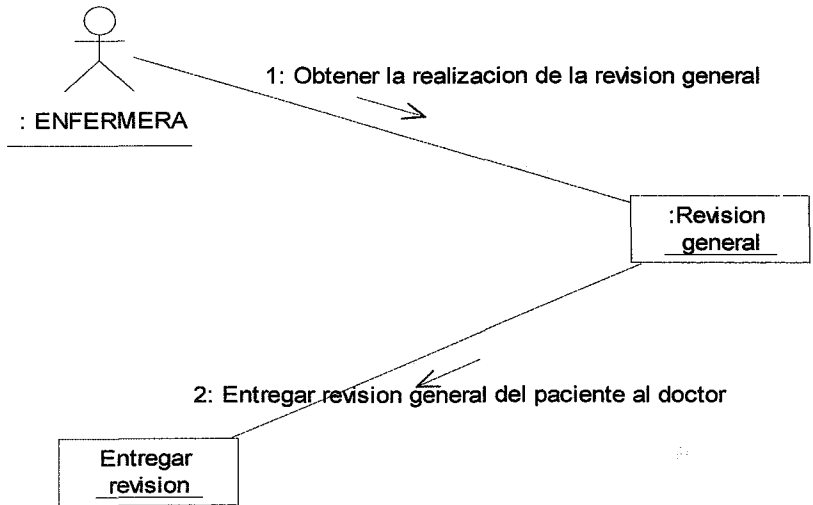 1: Obtener la realizacion de la revision general
: ENFERMERA
:Revision
general
2: Entregar revision general del paciente al doctor
Entregar
revision